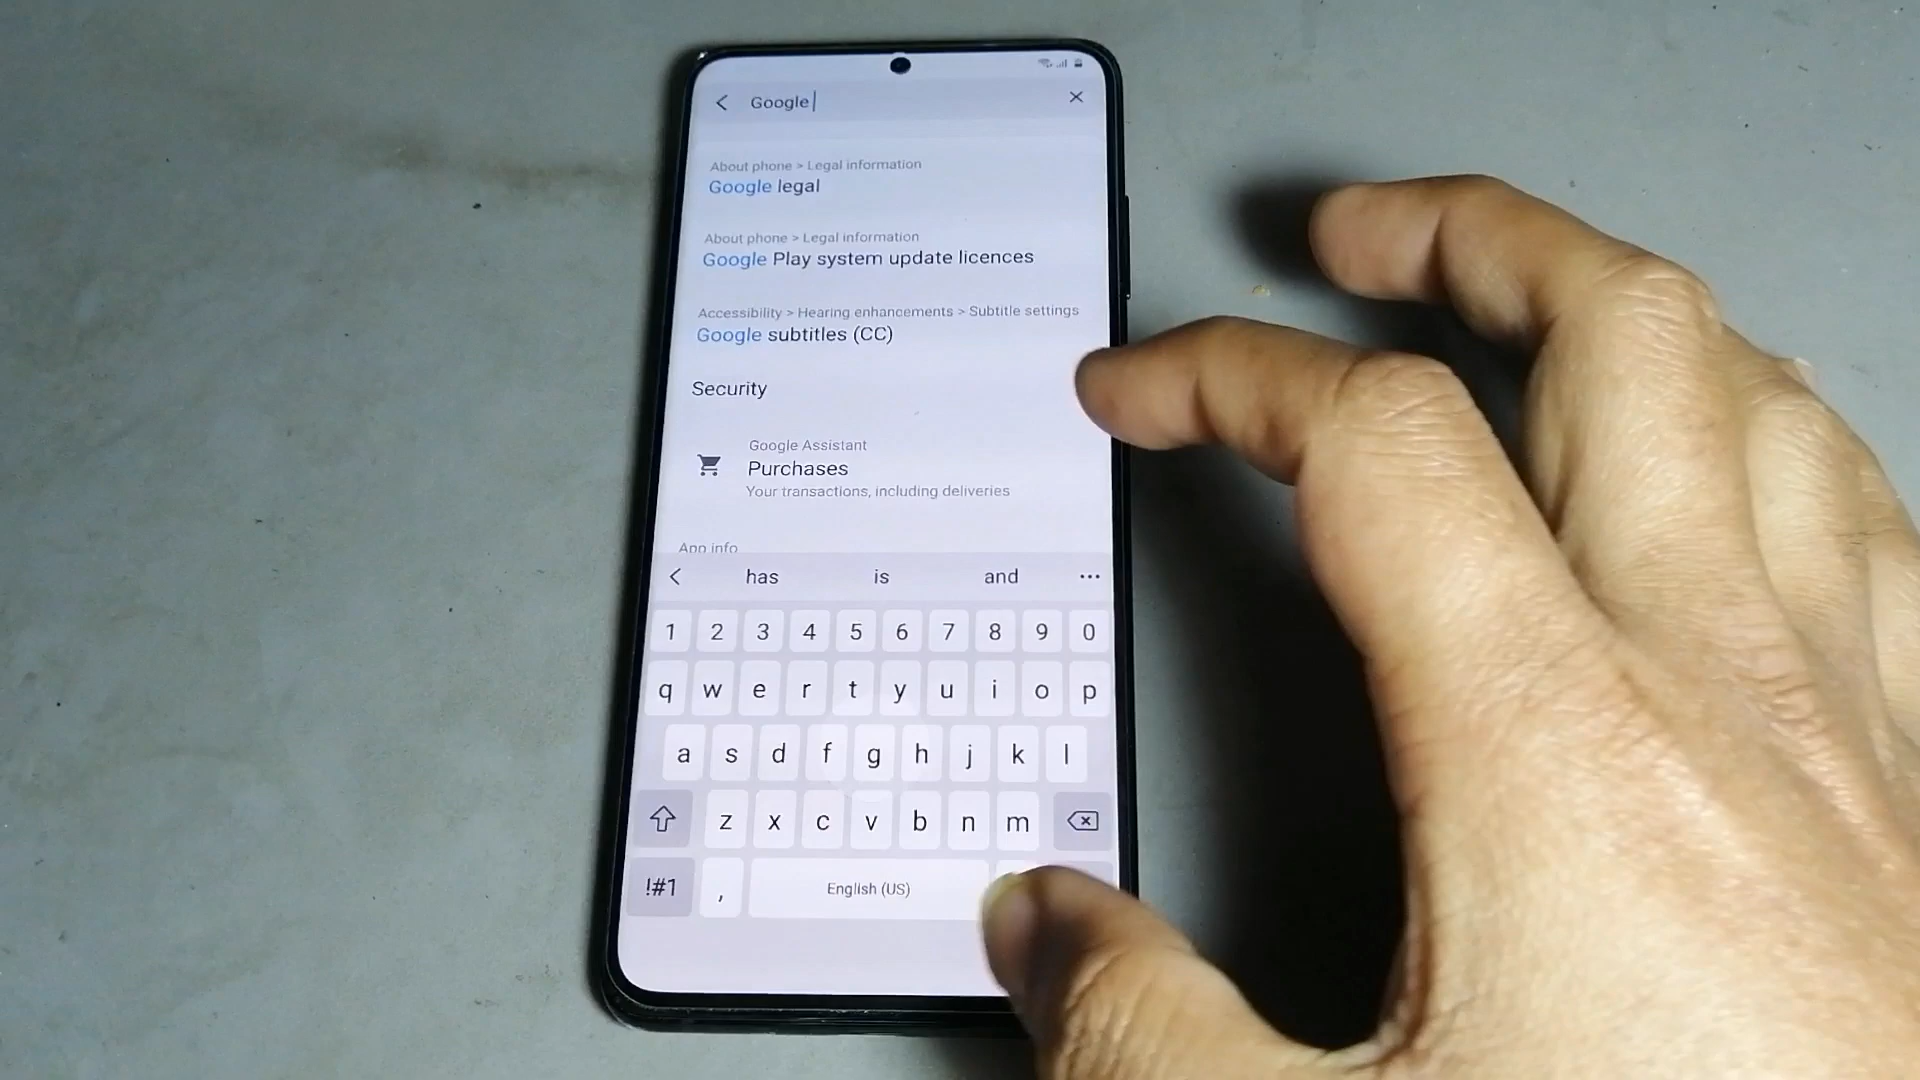 Google
About phone > Legal information
Google legal
About phone > Legal information
Google Play system update licences
Accessibility > Hearing enhancements > Subtitle settings
Google subtitles (CC)
Security
Google Assistant
Purchases
Your transactions, including deliveries
App info
has is and ...
1 2 3 4 5 6 7 8 9 0
q w e r t y u i o p
a s d f g h j k l
z x c v b n m
!#1 , English (US)